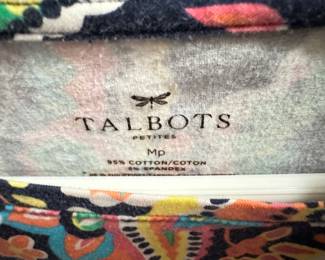 TALBOTS
PETITES
Mp
95% COTTON/COTON
5% SPANDEX